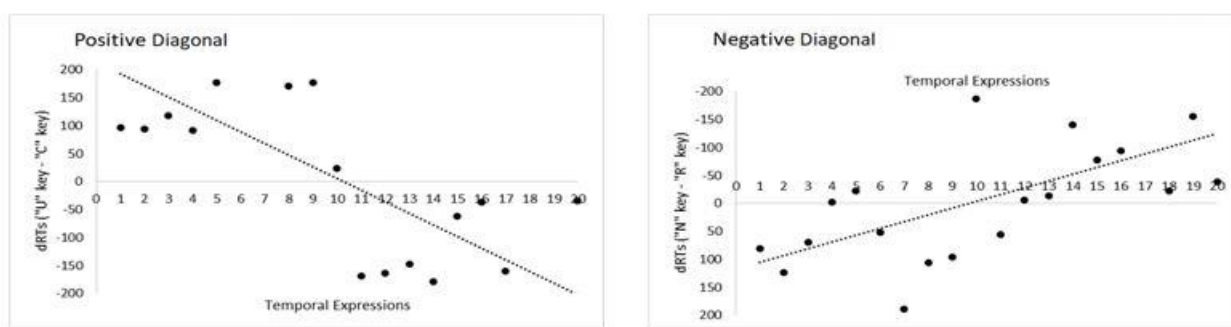 Positive Diagonal
200
150
100
50
0
-50
-100
-150
-200
0 1 2 3 4 5 6 7 8 9 10 11 12 13 14 15 16 17 18 19 20
dRTs ("U" key - "C" key)
Temporal Expressions
Negative Diagonal
Temporal Expressions
-200
-150
-100
-50
0
50
100
150
200
0 1 2 3 4 5 6 7 8 9 10 11 12 13 14 15 16 17 18 19 20
dRTs ("N" key - "R" key)